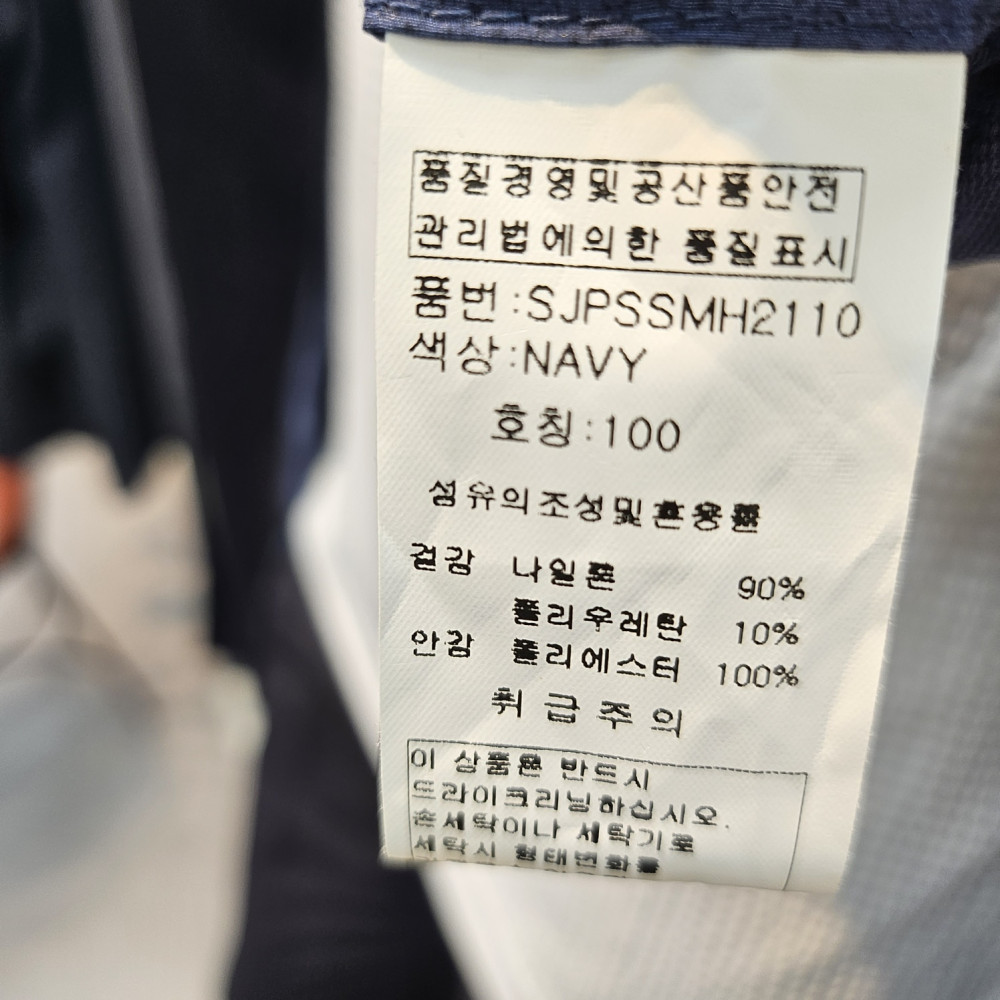 품질경영및공산품안전
관리법에의한 품질표시
품번:SJPSSMH2110
색상:NAVY
호칭:100
섬유의조성및혼용률
겉감 나일론 90%
폴리우레탄 10%
안감 폴리에스터 100%
취급주의
이 상품은 반드시
드라이크리닝하십시오.
손세탁이나 세탁기로
세탁시 형태변화를